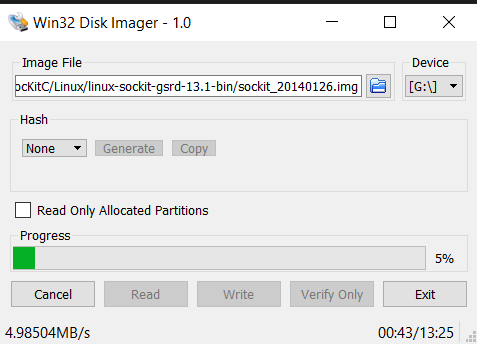 Win32 Disk Imager - 1.0
Image File
Device
ocKitC/Linux/linux-sockit-gsrd-13.1-bin/sockit_20140126.img
[G:\]
Hash
None
Generate
Copy
Read Only Allocated Partitions
Progress
5%
Cancel
Read
Write
Verify Only
Exit
4.98504MB/s
00:43/13:25